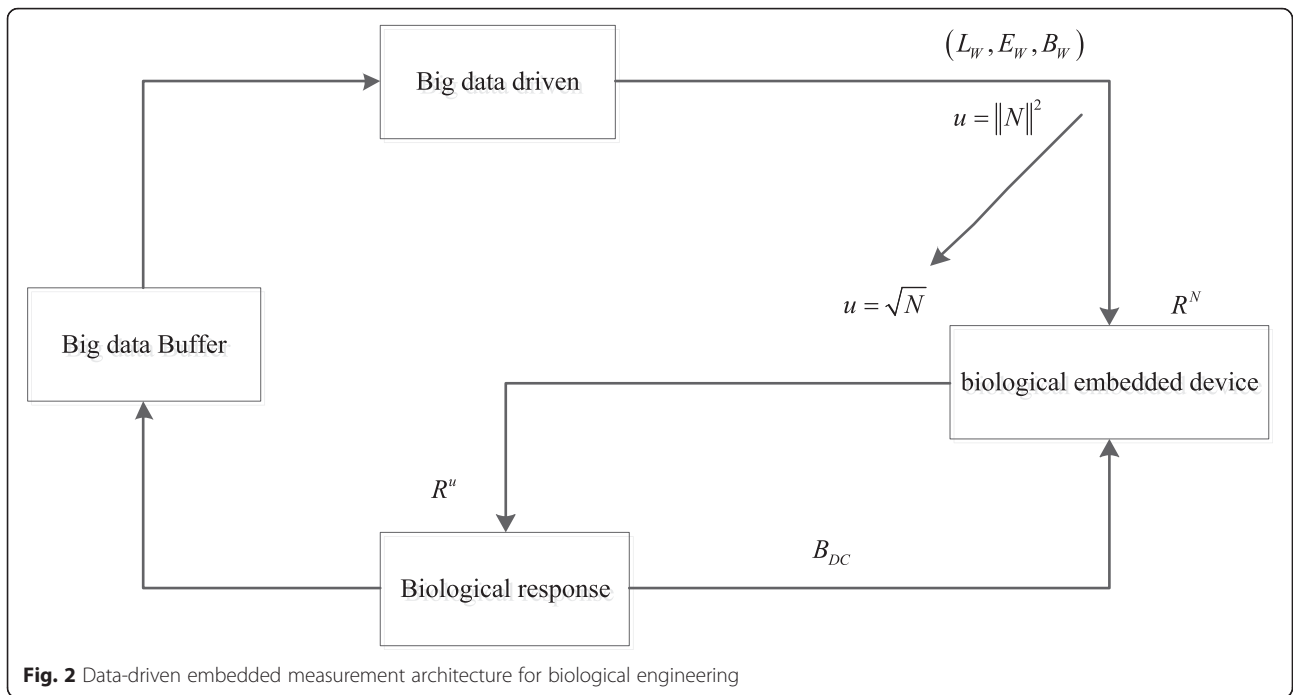 Big data driven
(L_W, E_W, B_W)
u = ‖N‖²
u = √N
R^N
Big data Buffer
biological embedded device
R^u
B_DC
Biological response
Fig. 2 Data-driven embedded measurement architecture for biological engineering